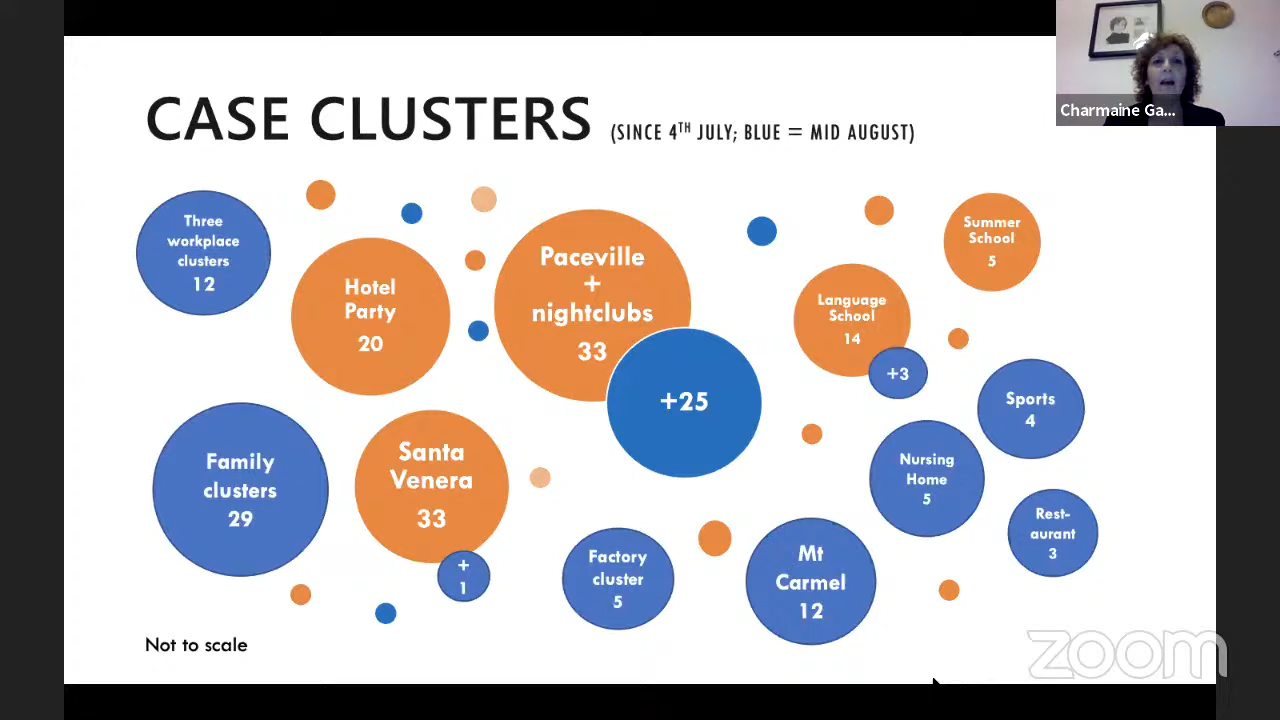 Charmaine Ga...
CASE CLUSTERS (SINCE 4TH JULY; BLUE = MID AUGUST)
Three
workplace
clusters
12
Hotel
Party
20
Paceville
+
nightclubs
33
+25
Language
School
14
+3
Summer
School
5
Sports
4
Family
clusters
29
Santa
Venera
33
+
1
Factory
cluster
5
Mt
Carmel
12
Nursing
Home
5
Rest-
aurant
3
Not to scale
zoom